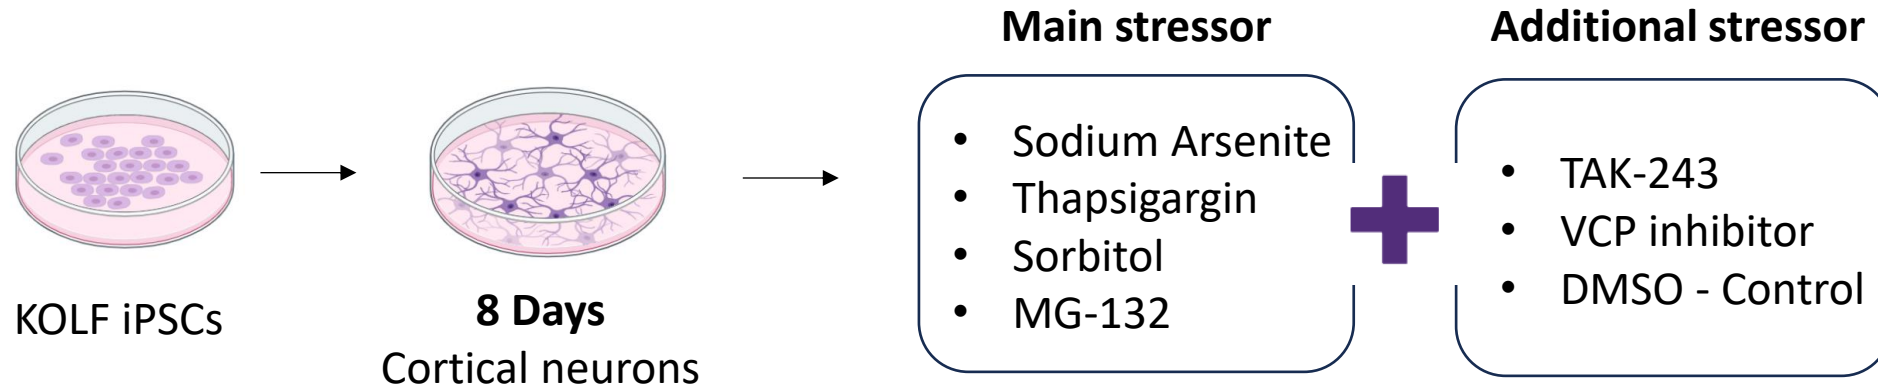 Main stressor
Additional stressor
• Sodium Arsenite
• Thapsigargin
• Sorbitol
• MG-132
• TAK-243
• VCP inhibitor
• DMSO - Control
KOLF iPSCs
8 Days
Cortical neurons